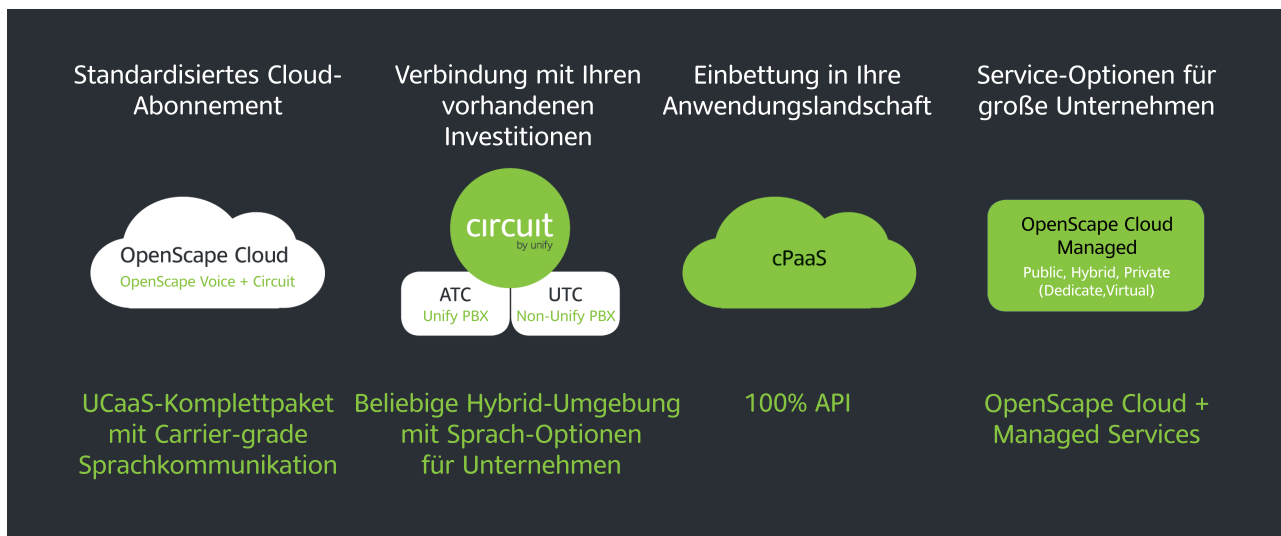 Standardisiertes Cloud-
Abonnement
Verbindung mit Ihren
vorhandenen
Investitionen
Einbettung in Ihre
Anwendungslandschaft
Service-Optionen für
große Unternehmen
OpenScape Cloud
OpenScape Voice + Circuit
circuit
by unify
ATC
Unify PBX
UTC
Non-Unify PBX
cPaaS
OpenScape Cloud
Managed
Public, Hybrid, Private
(Dedicate,Virtual)
UCaaS-Komplettpaket
mit Carrier-grade
Sprachkommunikation
Beliebige Hybrid-Umgebung
mit Sprach-Optionen
für Unternehmen
100% API
OpenScape Cloud +
Managed Services